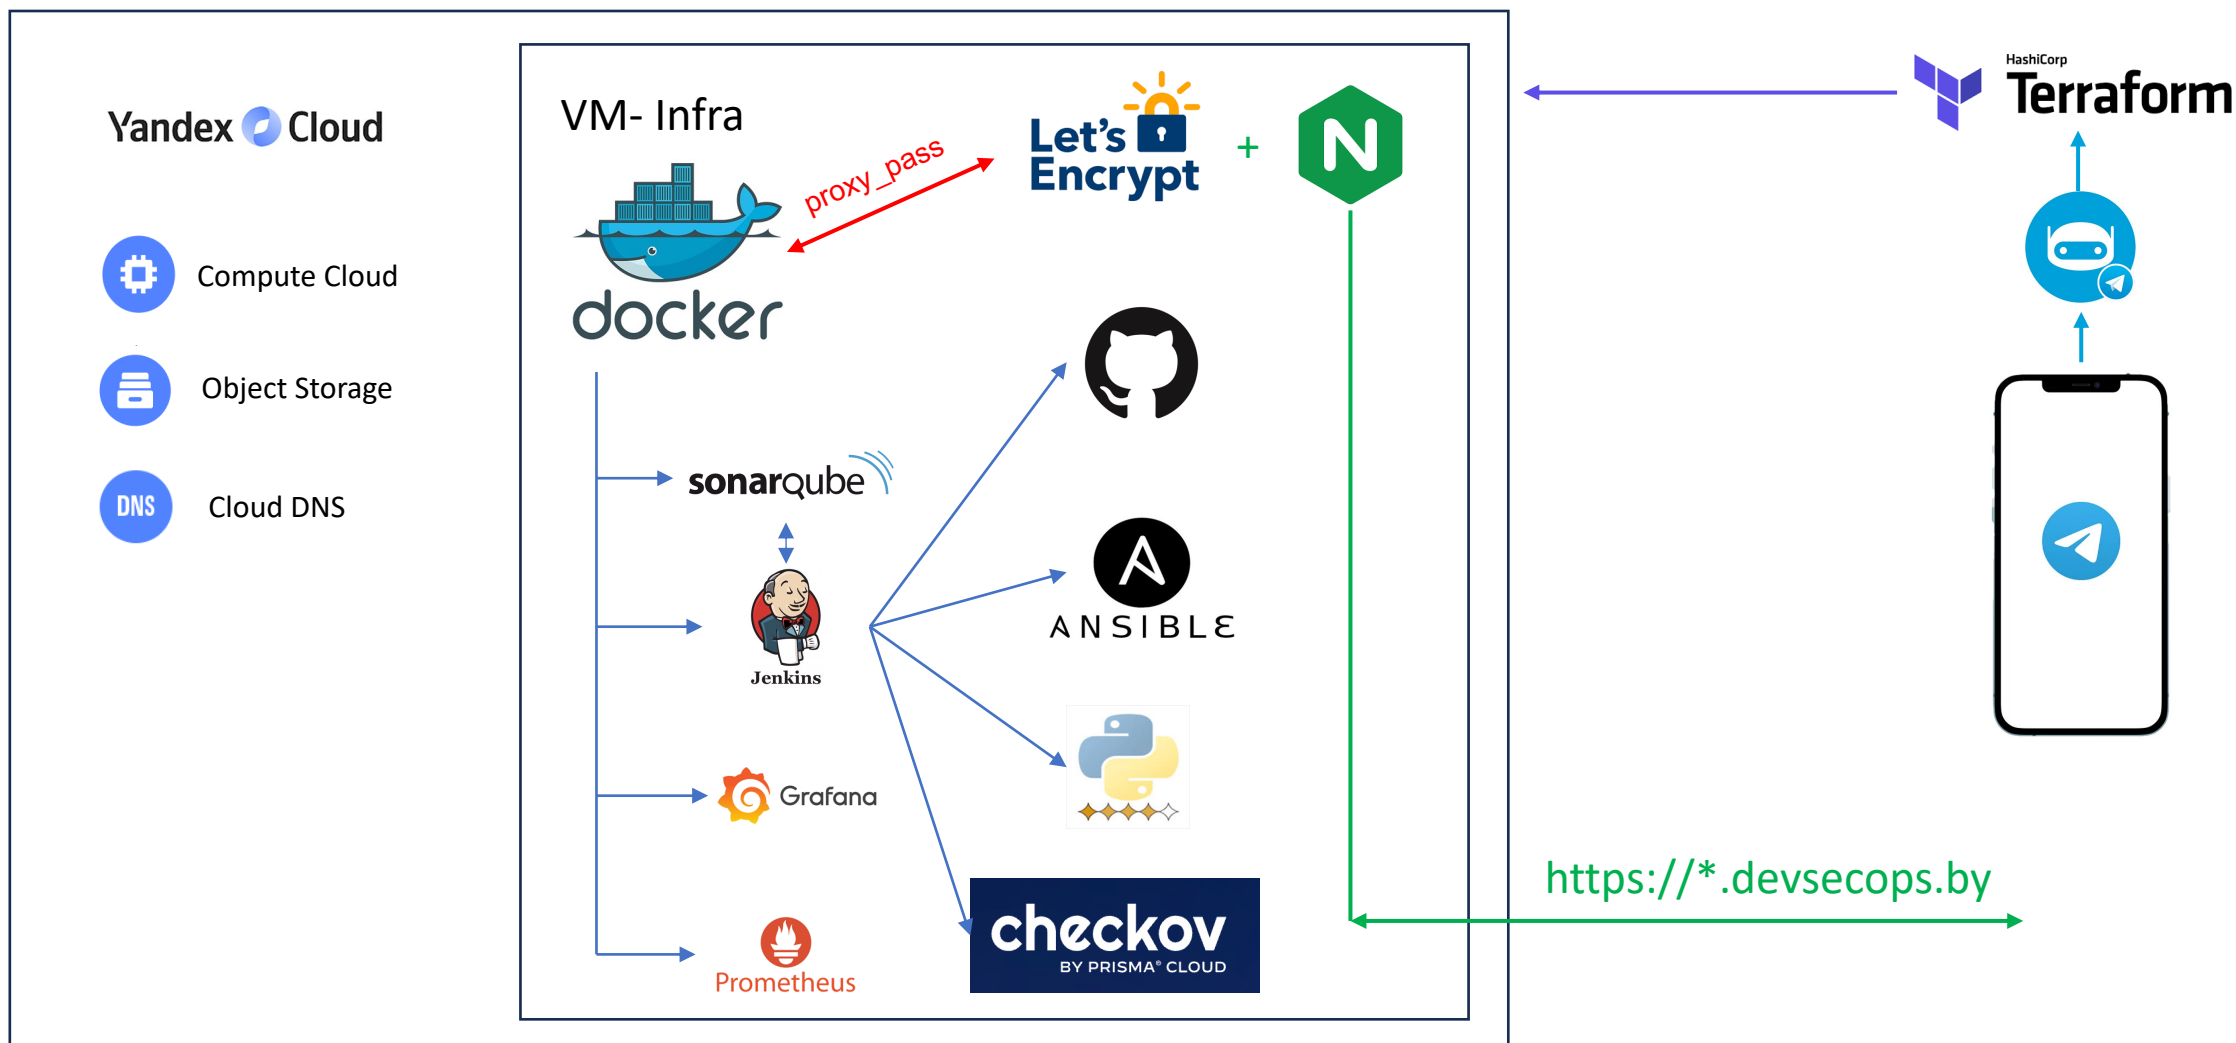 Yandex Cloud
Compute Cloud
Object Storage
DNS
Cloud DNS
VM- Infra
docker
proxy_pass
Let's
Encrypt
+
N
sonarqube
Jenkins
Grafana
Prometheus
ANSIBLE
checkov
BY PRISMA® CLOUD
HashiCorp
Terraform
https://*.devsecops.by